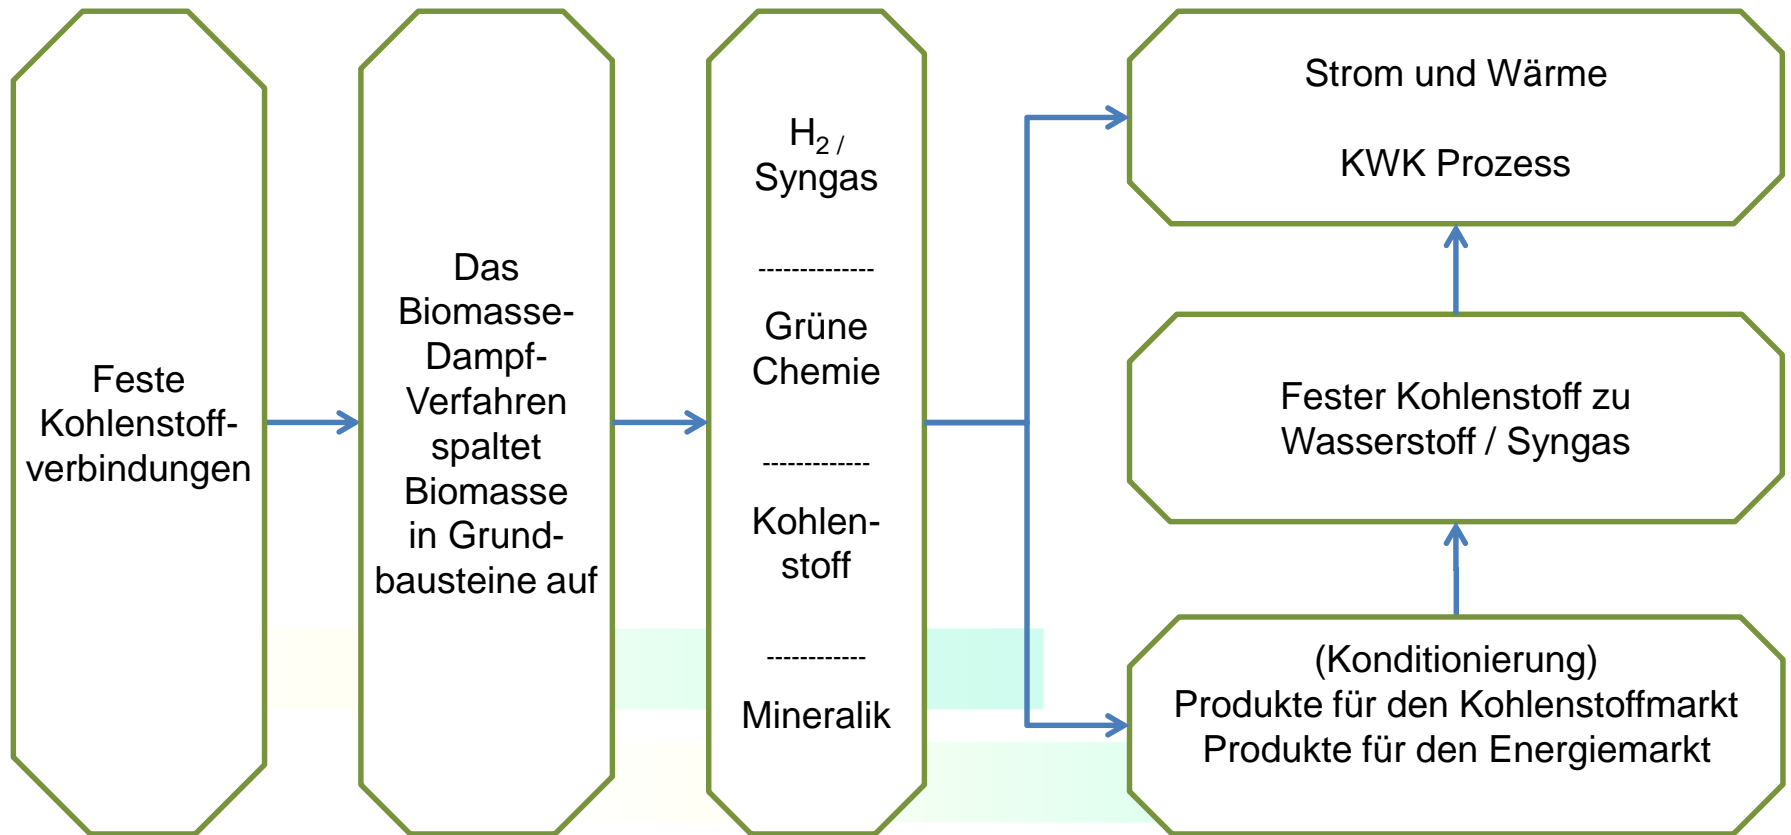 Feste
Kohlenstoff-
verbindungen
Das
Biomasse-
Dampf-
Verfahren
spaltet
Biomasse
in Grund-
bausteine auf
H₂ /
Syngas
--------------
Grüne
Chemie
-------------
Kohlen-
stoff
------------
Mineralik
Strom und Wärme
KWK Prozess
Fester Kohlenstoff zu
Wasserstoff / Syngas
(Konditionierung)
Produkte für den Kohlenstoffmarkt
Produkte für den Energiemarkt